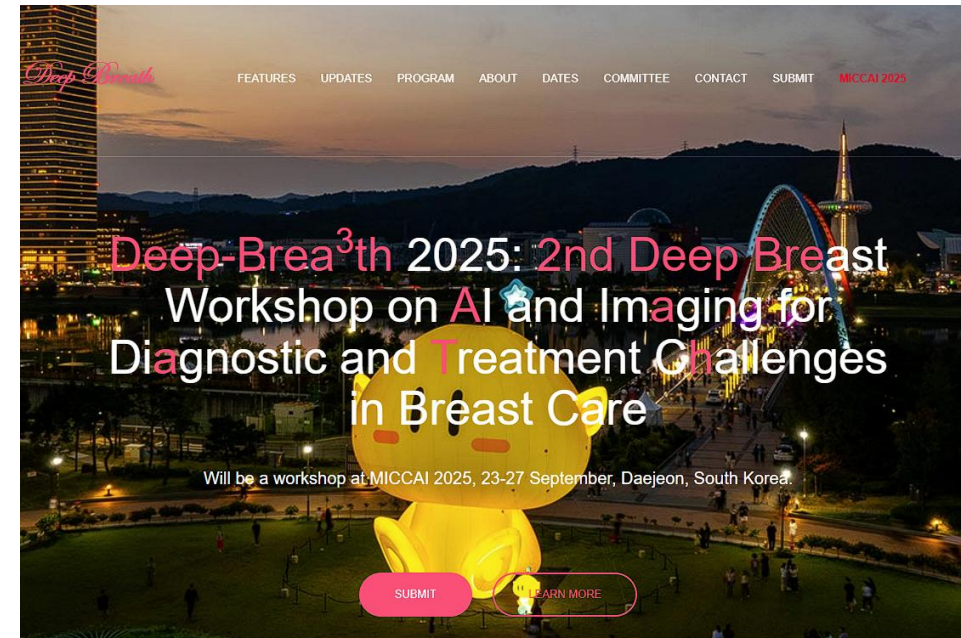 Deep Breath
FEATURES UPDATES PROGRAM ABOUT DATES COMMITTEE CONTACT SUBMIT MICCAI 2025
Deep-Brea³th 2025: 2nd Deep Breast
Workshop on AI and Imaging for
Diagnostic and Treatment Challenges
in Breast Care
Will be a workshop at MICCAI 2025, 23-27 September, Daejeon, South Korea.
SUBMIT LEARN MORE